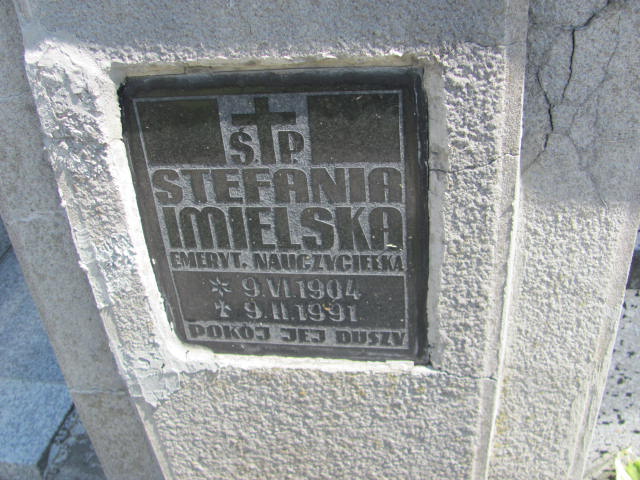 Ś.P.
STEFANIA
IMIELSKA
EMERYT. NAUCZYCIELKA
9.VI.1904
9.II.1991
POKÓJ JEJ DUSZY